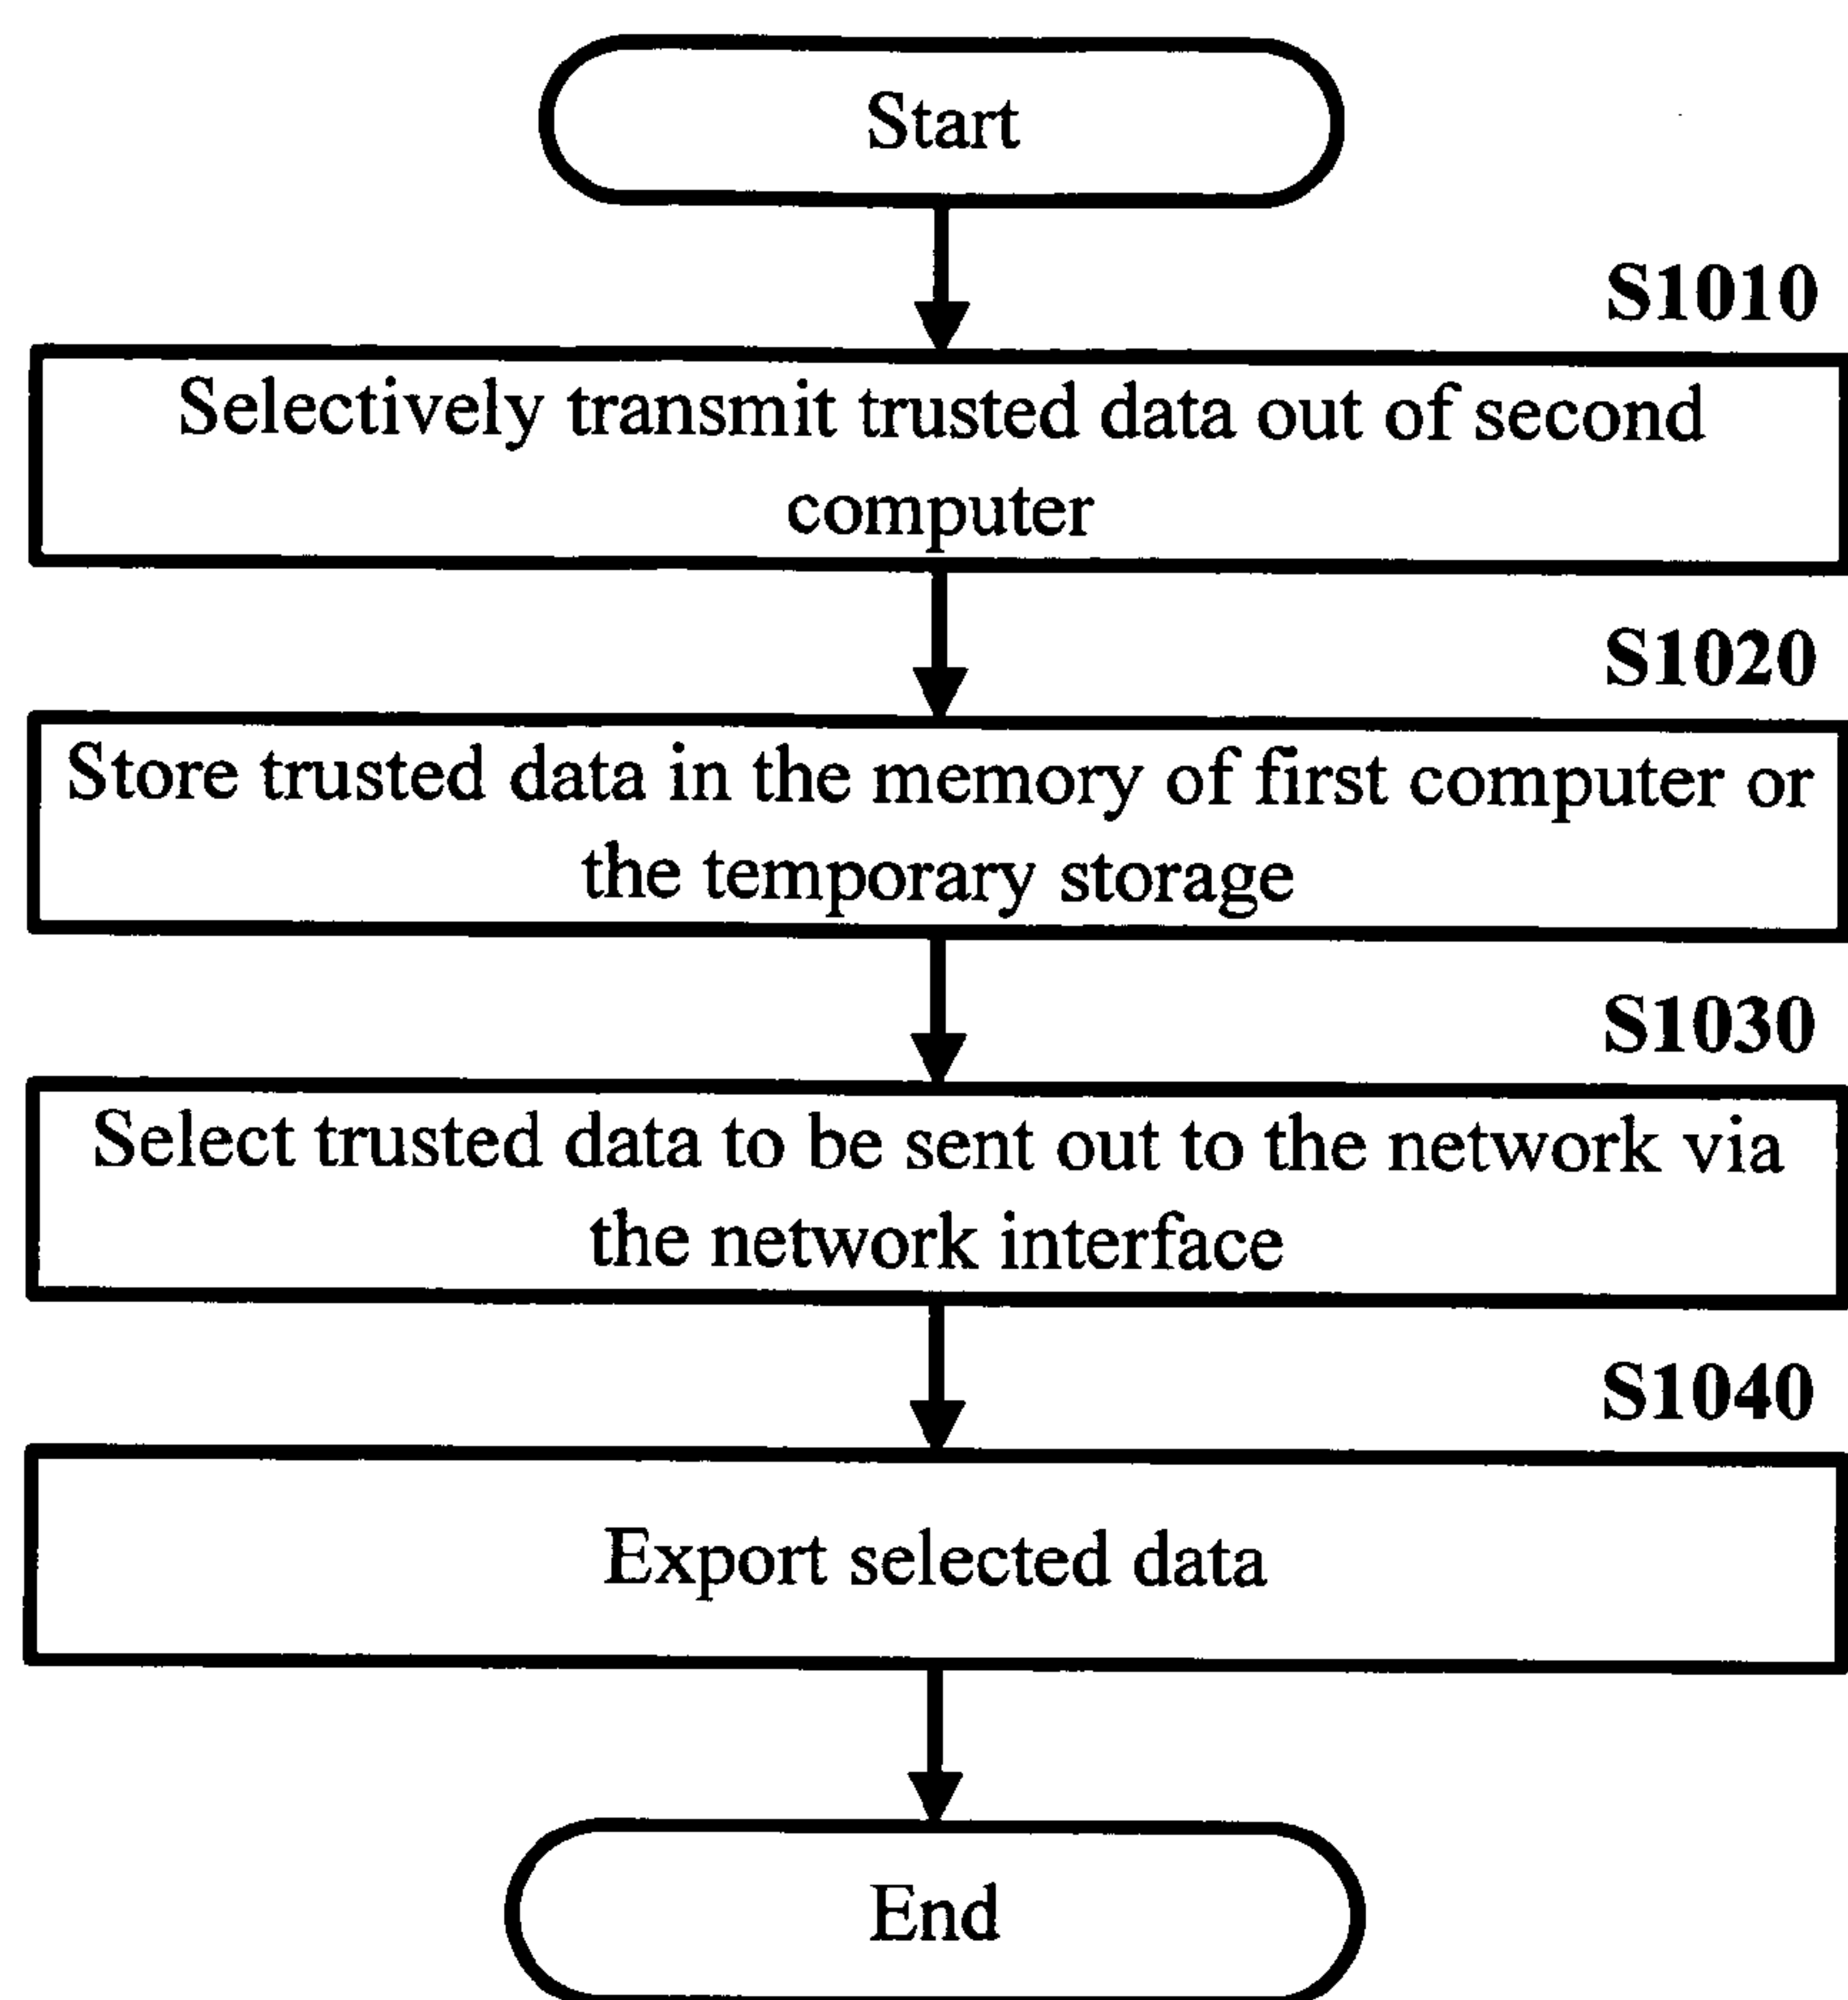 Start
S1010
Selectively transmit trusted data out of second
computer
S1020
Store trusted data in the memory of first computer or
the temporary storage
S1030
Select trusted data to be sent out to the network via
the network interface
S1040
Export selected data
End